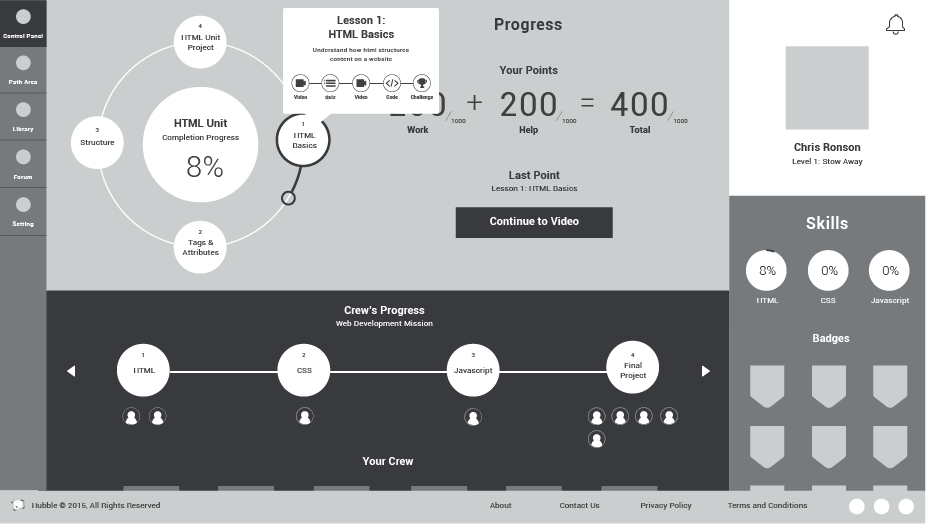 Control Panel
Path Area
Library
Forum
Setting
4
HTML Unit
Project
3
Structure
HTML Unit
Completion Progress
8%
1
HTML
Basics
2
Tags &
Attributes
Lesson 1:
HTML Basics
Understand how html structures
content on a website
Video
Quiz
Video
Code
Challenge
Progress
Your Points
200/1000 + 200/1000 = 400/1000
Work
Help
Total
Last Point
Lesson 1: HTML Basics
Continue to Video
Chris Ronson
Level 1: Stow Away
Skills
8%
0%
0%
HTML
CSS
Javascript
Badges
Crew's Progress
Web Development Mission
1
HTML
2
CSS
3
Javascript
4
Final
Project
Your Crew
Hubble © 2015, All Rights Reserved
About
Contact Us
Privacy Policy
Terms and Conditions